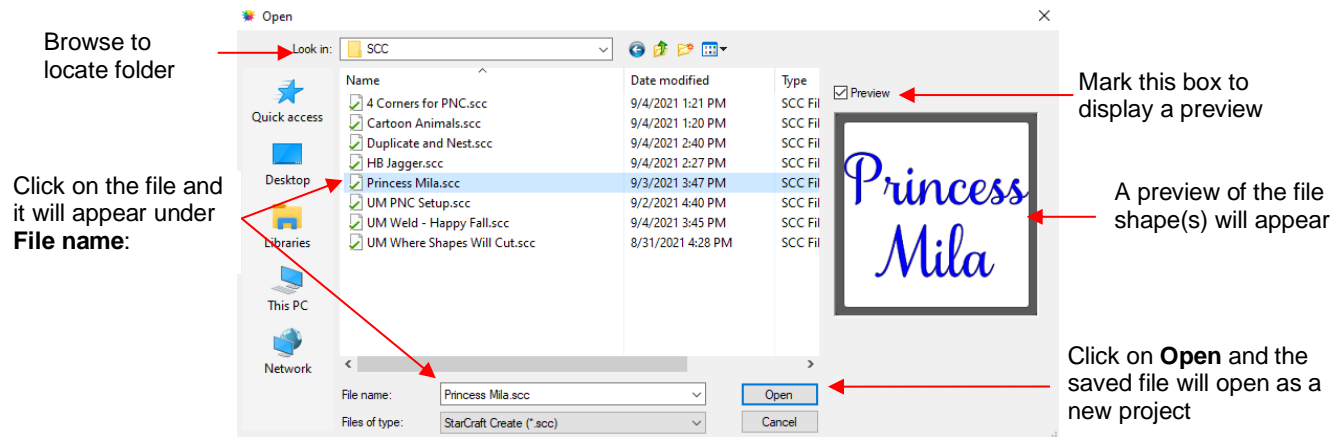 Open
Browse to
locate folder
Look in: SCC
Name Date modified Type
4 Corners for PNC.scc 9/4/2021 1:21 PM SCC Fil
Cartoon Animals.scc 9/4/2021 1:20 PM SCC Fil
Duplicate and Nest.scc 9/4/2021 2:40 PM SCC Fil
HB Jagger.scc 9/4/2021 2:27 PM SCC Fil
Princess Mila.scc 9/3/2021 3:47 PM SCC Fil
UM PNC Setup.scc 9/2/2021 4:40 PM SCC Fil
UM Weld - Happy Fall.scc 9/4/2021 3:45 PM SCC Fil
UM Where Shapes Will Cut.scc 8/31/2021 4:28 PM SCC Fil
Quick access
Desktop
Libraries
This PC
Network
Click on the file and
it will appear under
File name:
Preview
Mark this box to
display a preview
Princess
Mila
A preview of the file
shape(s) will appear
File name: Princess Mila.scc Open
Files of type: StarCraft Create (*.scc) Cancel
Click on Open and the
saved file will open as a
new project